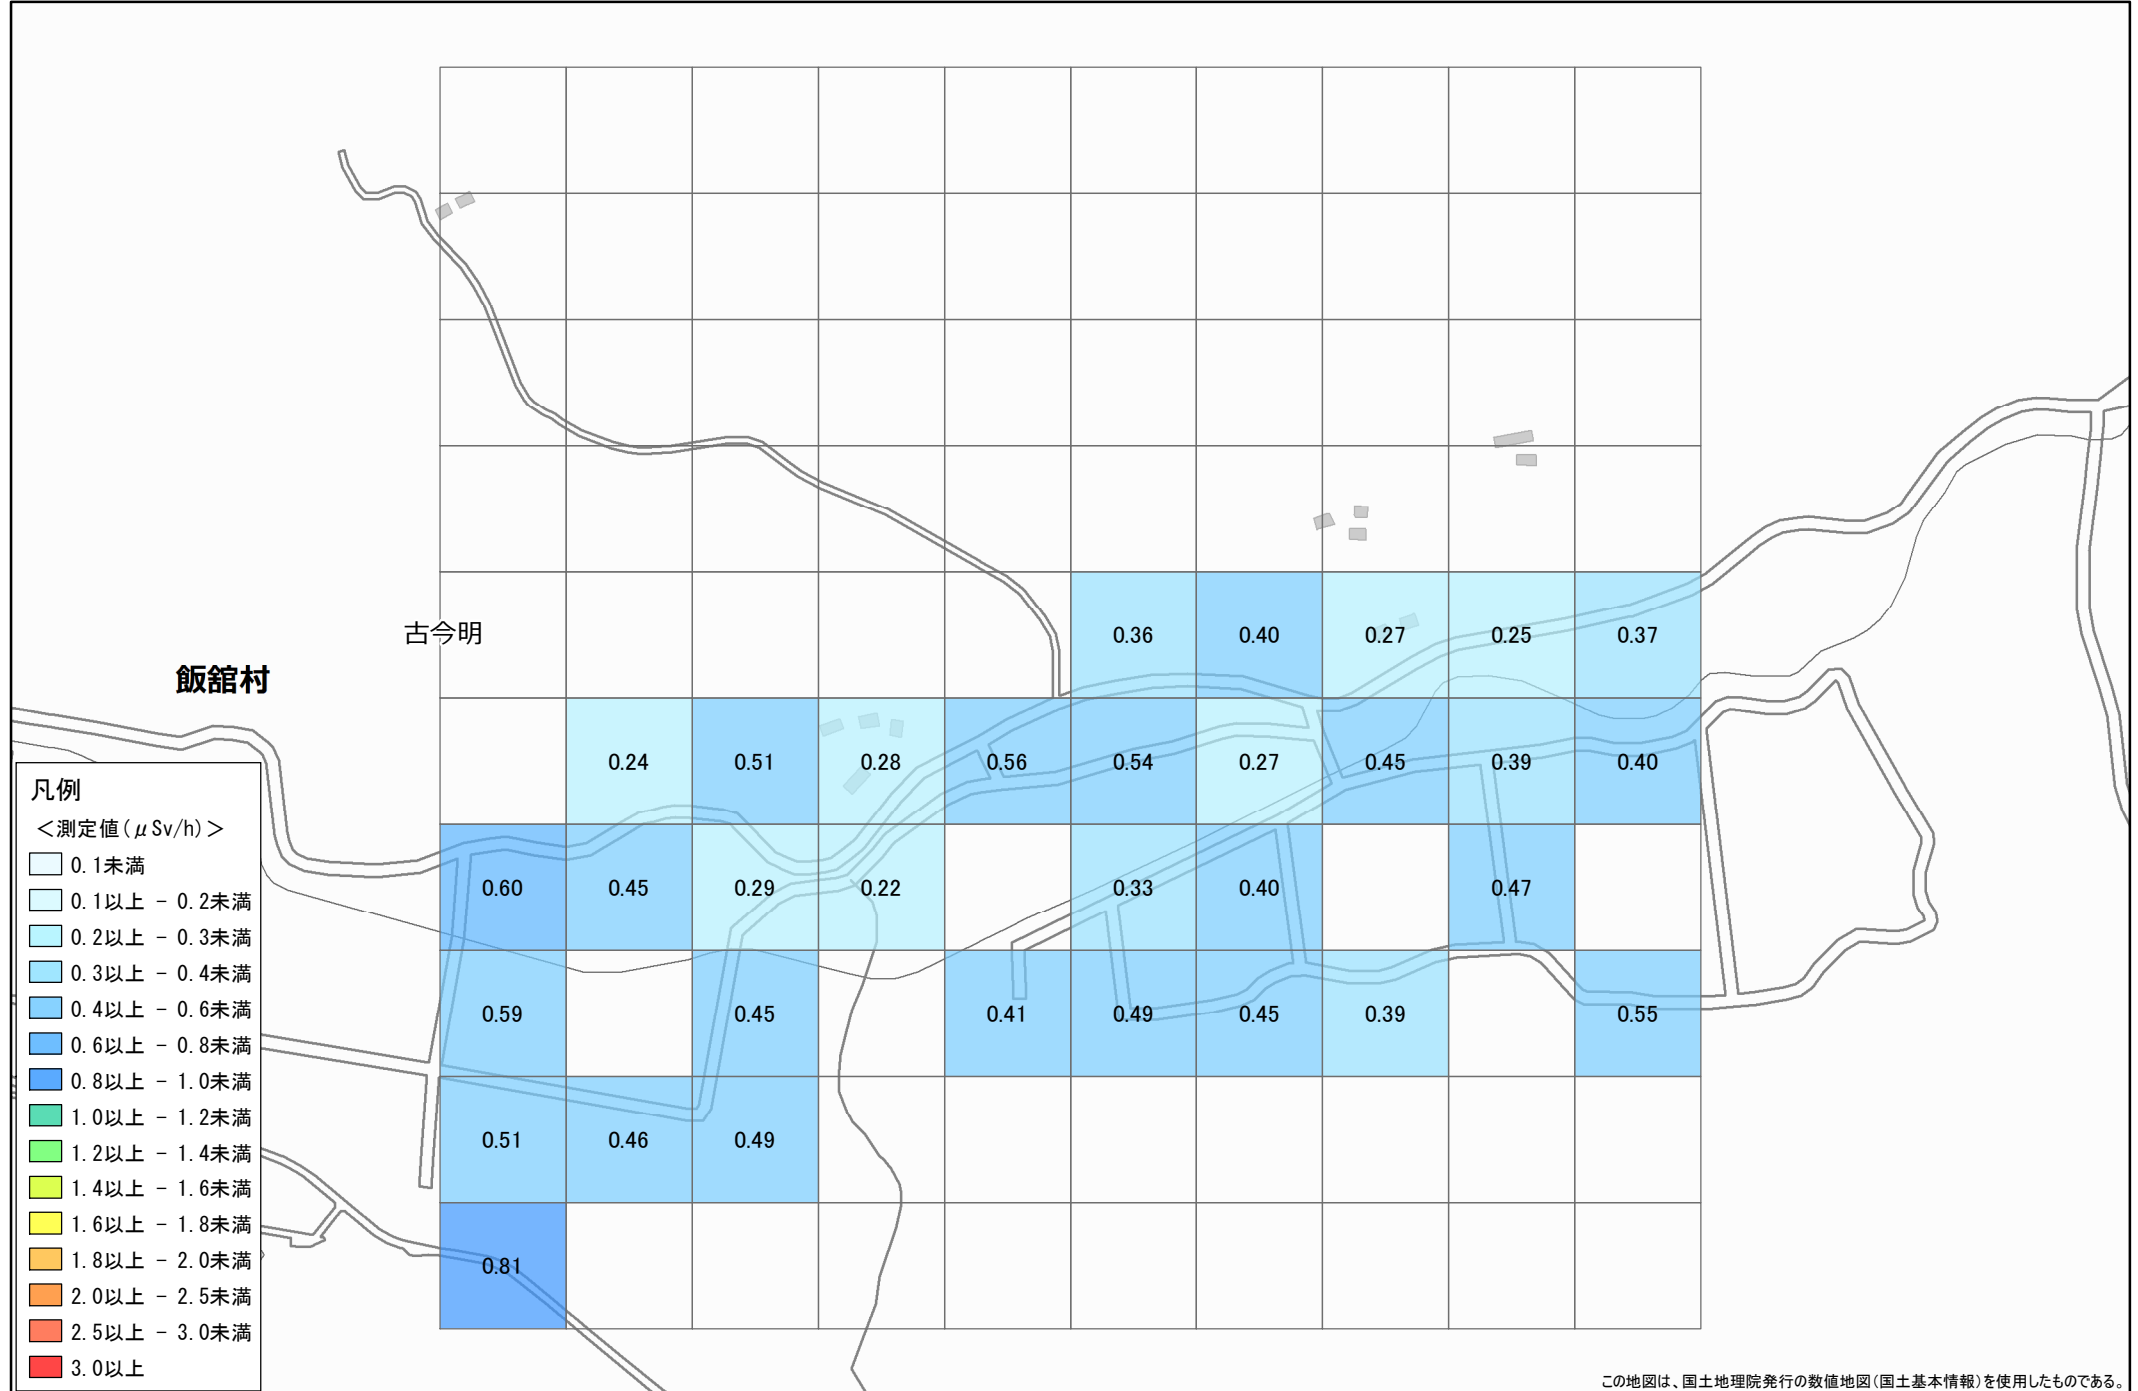 0.36 0.40 0.27 0.25 0.37
古今明
飯舘村
0.24 0.51 0.28 0.56 0.54 0.27 0.45 0.39 0.40
0.60 0.45 0.29 0.22 0.33 0.40 0.47
0.59 0.45 0.41 0.49 0.45 0.39 0.55
0.51 0.46 0.49
0.81
凡例
＜測定値(μSv/h)＞
0.1未満
0.1以上 － 0.2未満
0.2以上 － 0.3未満
0.3以上 － 0.4未満
0.4以上 － 0.6未満
0.6以上 － 0.8未満
0.8以上 － 1.0未満
1.0以上 － 1.2未満
1.2以上 － 1.4未満
1.4以上 － 1.6未満
1.6以上 － 1.8未満
1.8以上 － 2.0未満
2.0以上 － 2.5未満
2.5以上 － 3.0未満
3.0以上
この地図は、国土地理院発行の数値地図(国土基本情報)を使用したものである。